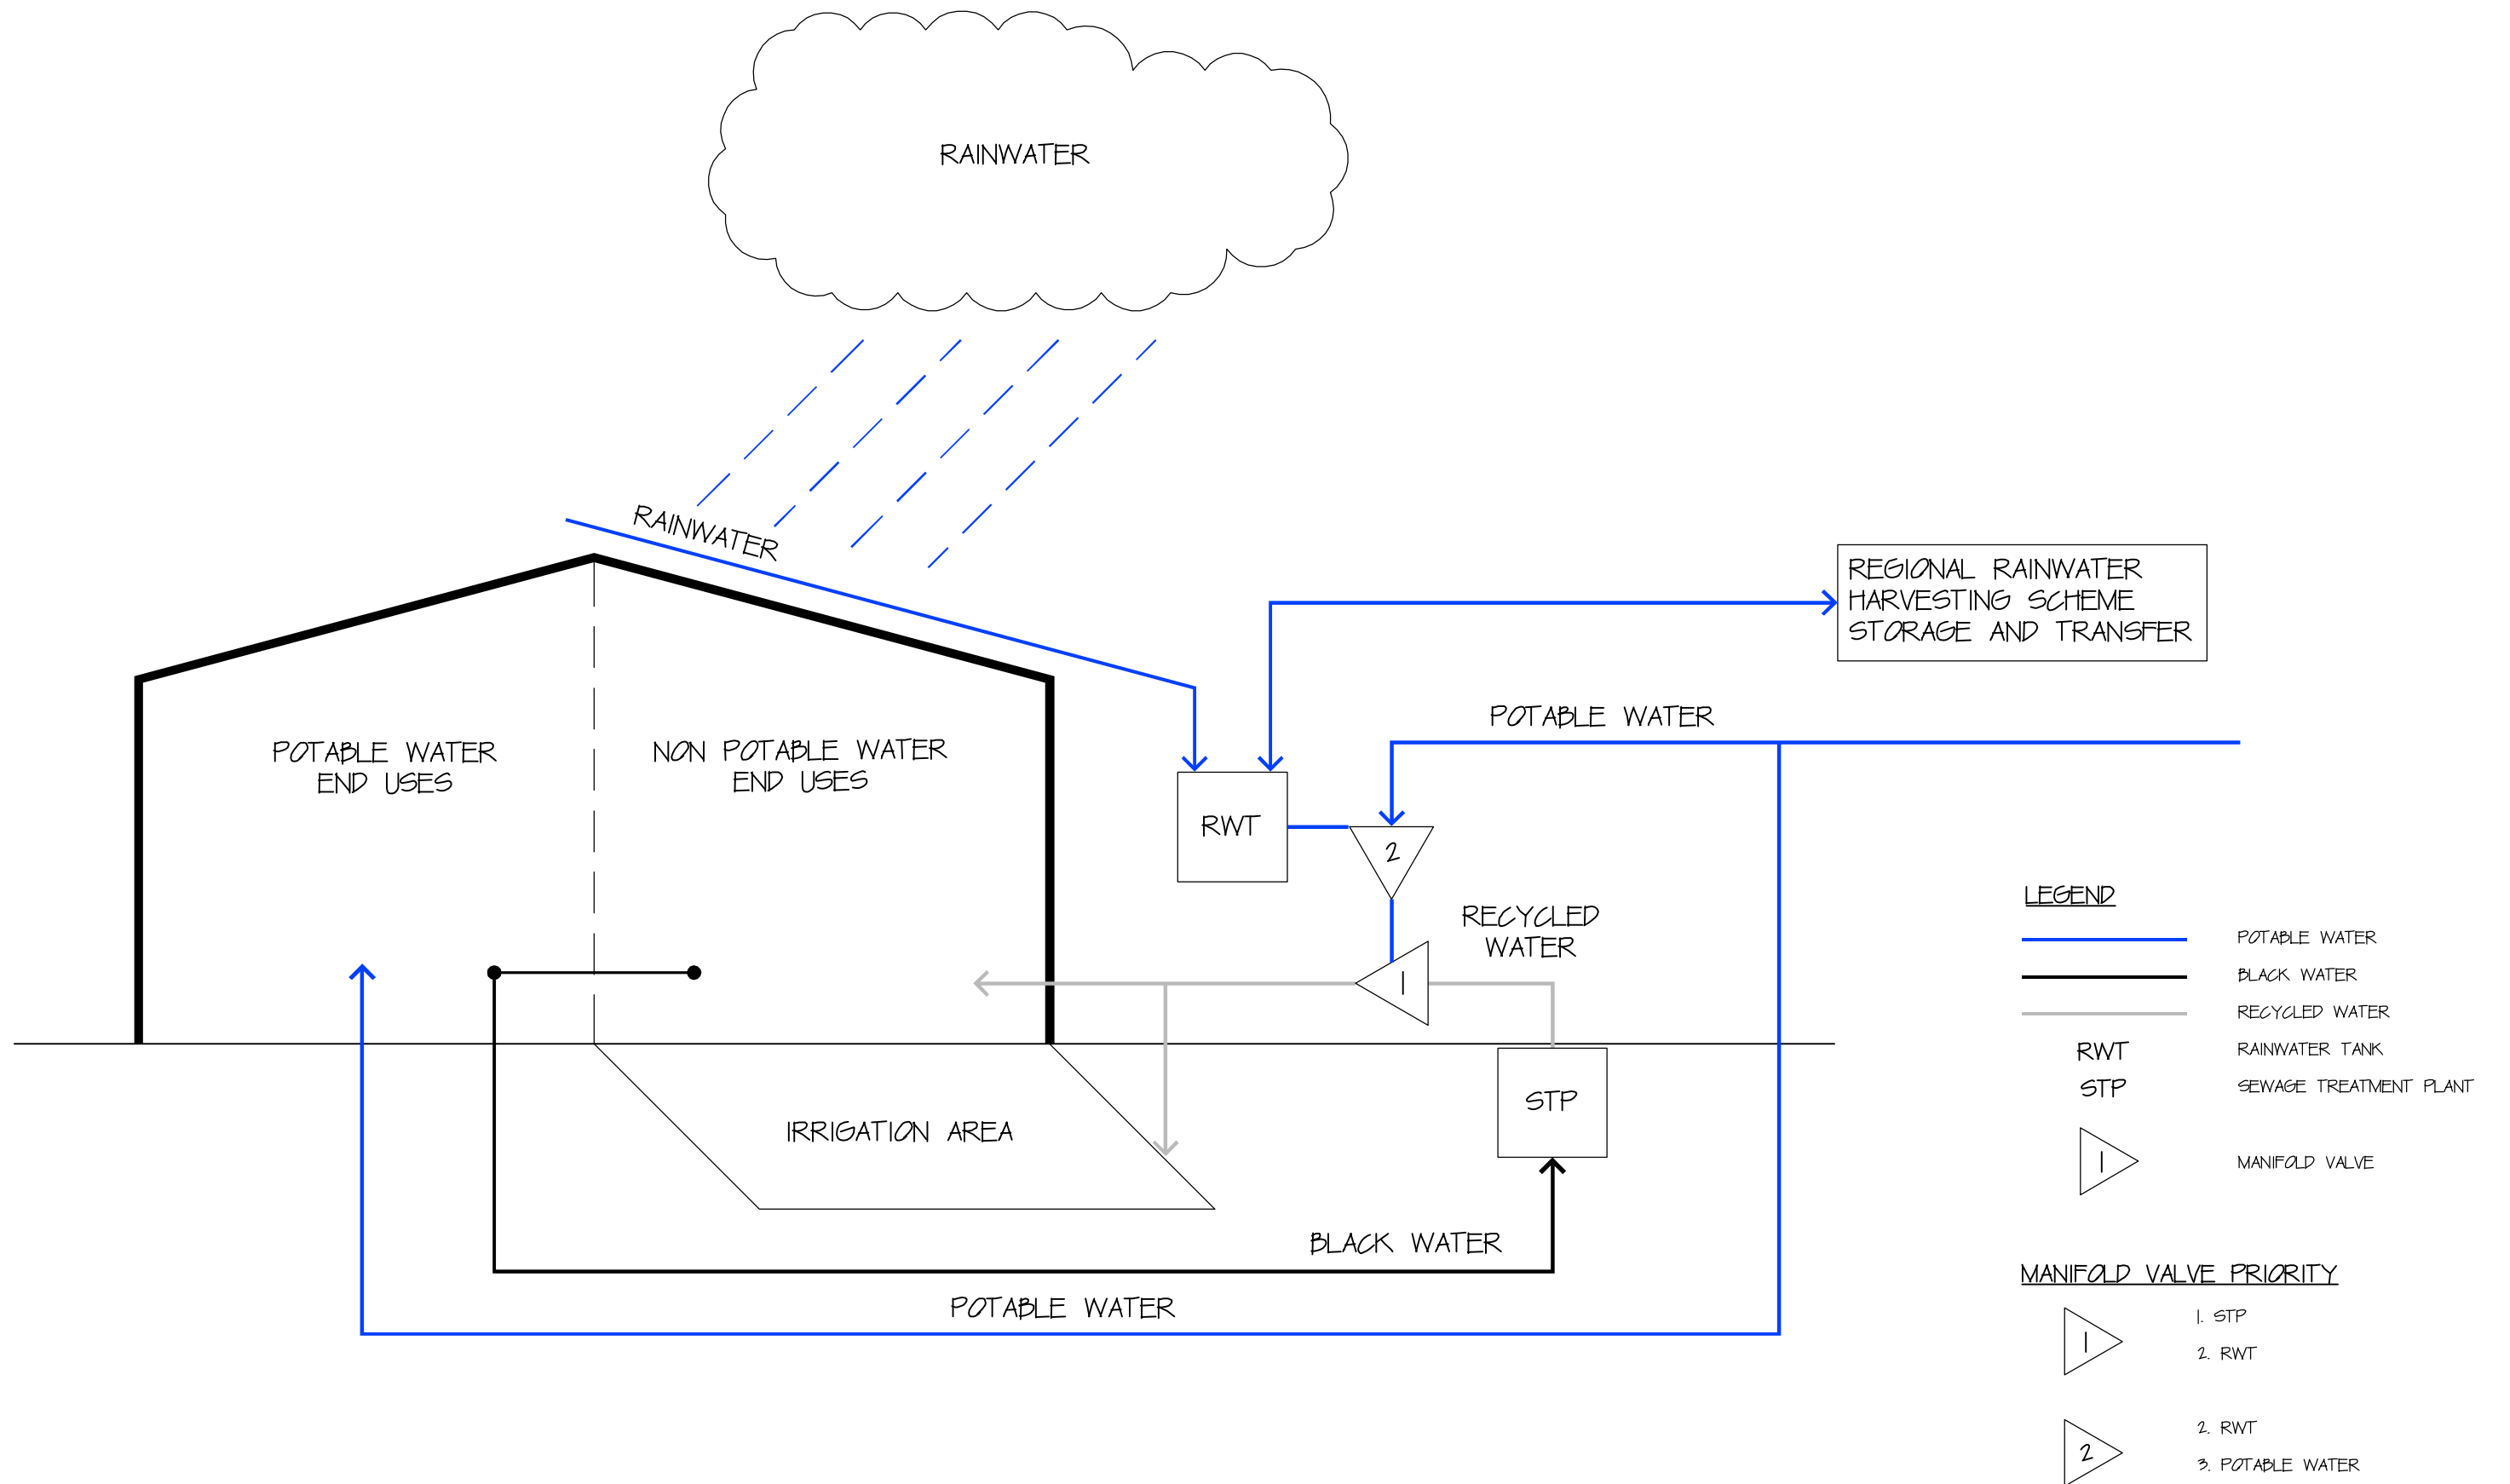 RAINWATER
RAINWATER
REGIONAL RAINWATER
HARVESTING SCHEME
STORAGE AND TRANSFER
POTABLE WATER
POTABLE WATER
END USES
NON POTABLE WATER
END USES
RWT
2
RECYCLED
WATER
1
STP
IRRIGATION AREA
BLACK WATER
POTABLE WATER
LEGEND
POTABLE WATER
BLACK WATER
RECYCLED WATER
RWT RAINWATER TANK
STP SEWAGE TREATMENT PLANT
1 MANIFOLD VALVE
MANIFOLD VALVE PRIORITY
1
1. STP
2. RWT
2
2. RWT
3. POTABLE WATER